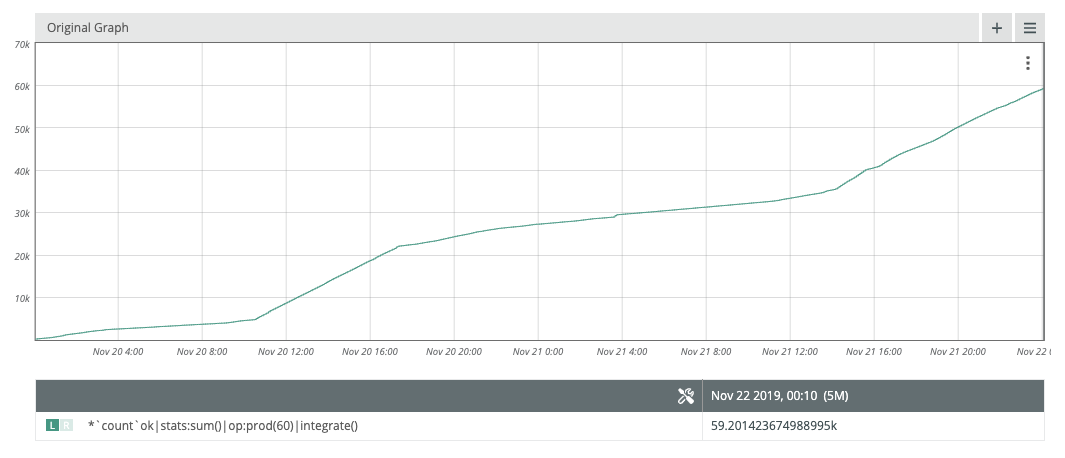 Original Graph
70k
60k
50k
40k
30k
20k
10k
Nov 20 4:00 Nov 20 8:00 Nov 20 12:00 Nov 20 16:00 Nov 20 20:00 Nov 21 0:00 Nov 21 4:00 Nov 21 8:00 Nov 21 12:00 Nov 21 16:00 Nov 21 20:00 Nov 22
Nov 22 2019, 00:10 (5M)
L R *`count`ok|stats:sum()|op:prod(60)|integrate() 59.201423674988995k